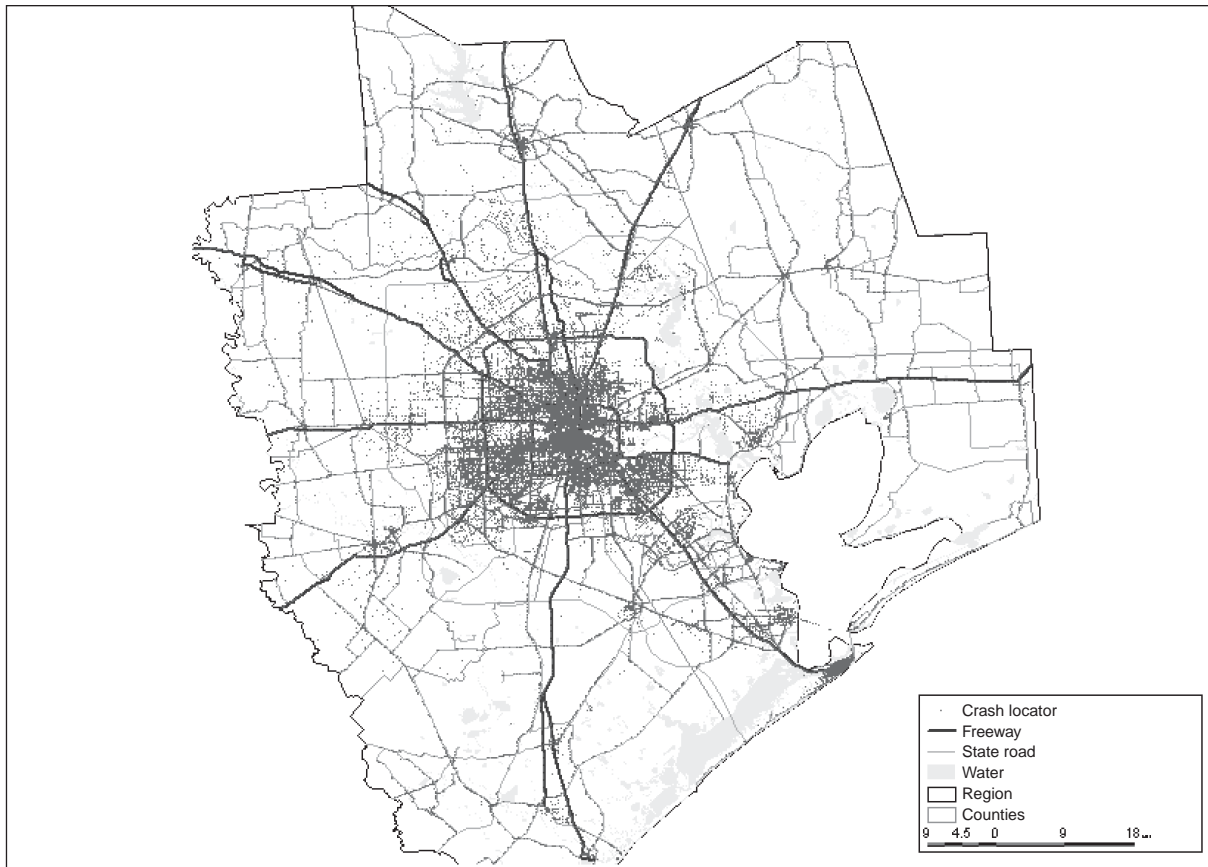 Crash locator
Freeway
State road
Water
Region
Counties
9 4.5 0 9 18